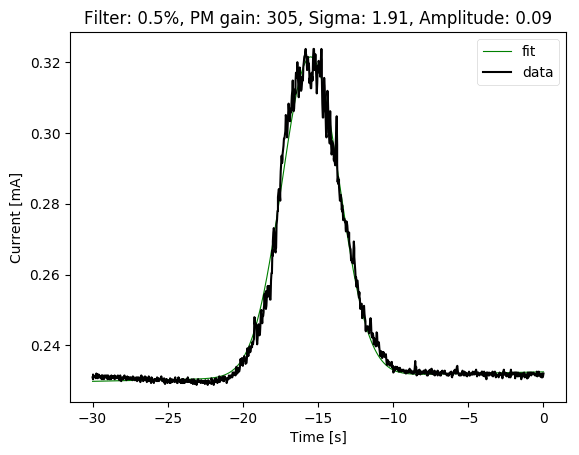 Filter: 0.5%, PM gain: 305, Sigma: 1.91, Amplitude: 0.09
fit
data
0.32
0.30
0.28
0.26
0.24
Current [mA]
−30
−25
−20
−15
−10
−5
0
Time [s]